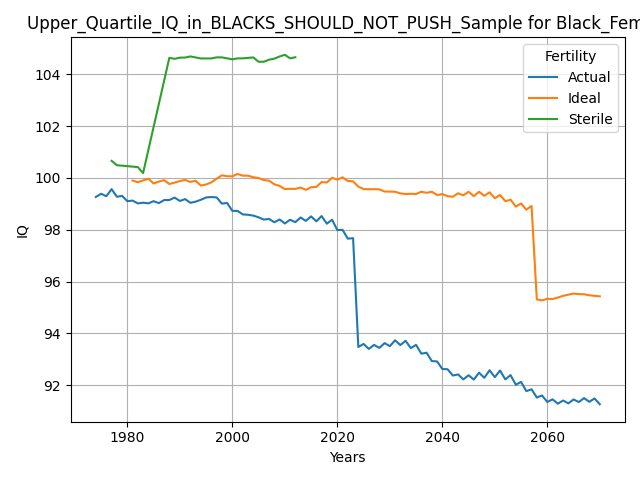 Upper_Quartile_IQ_in_BLACKS_SHOULD_NOT_PUSH_Sample for Black_Fem
Fertility
Actual
Ideal
Sterile
104
102
100
98
96
94
92
IQ
1980
2000
2020
2040
2060
Years